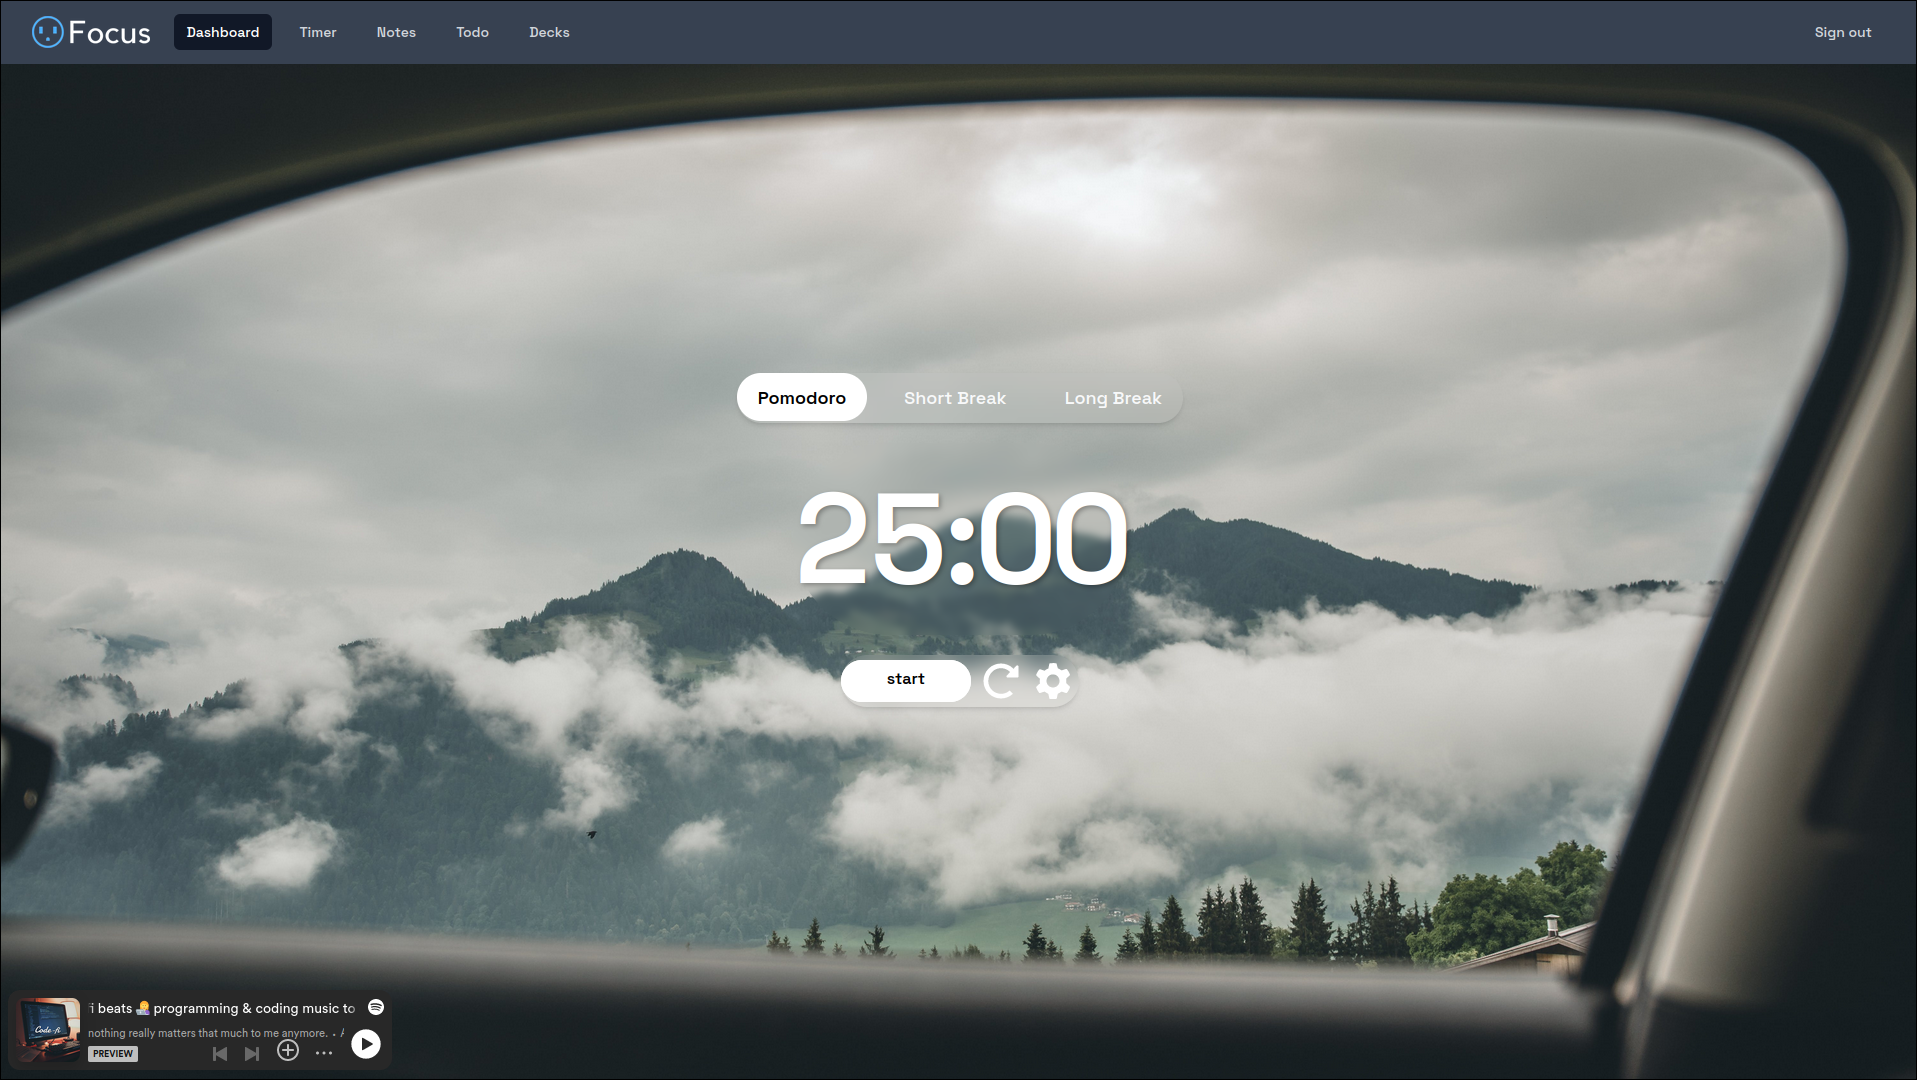 Focus
Dashboard
Timer
Notes
Todo
Decks
Sign out
Pomodoro
Short Break
Long Break
25:00
start
Code-fi
fi beats 🧑‍💻 programming & coding music to
nothing really matters that much to me anymore. •
PREVIEW